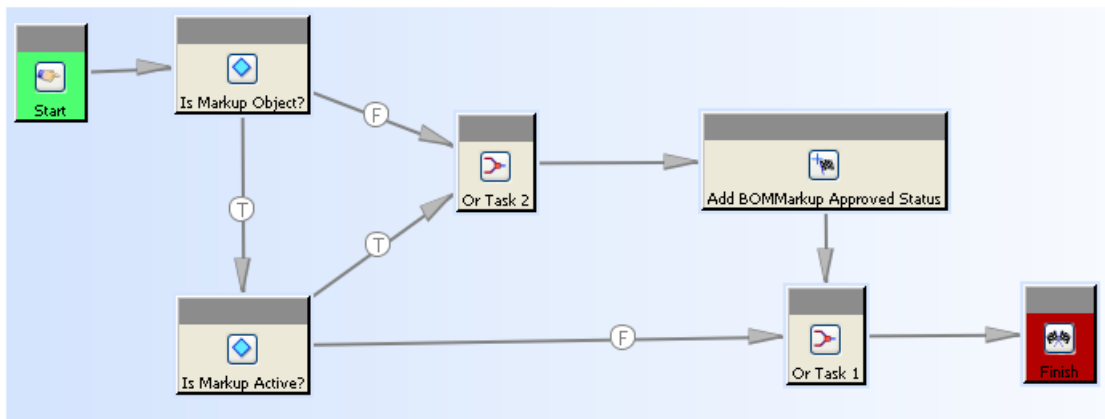 Start
Is Markup Object?
F
Or Task 2
Add BOMMarkup Approved Status
T
T
Is Markup Active?
F
Or Task 1
Finish